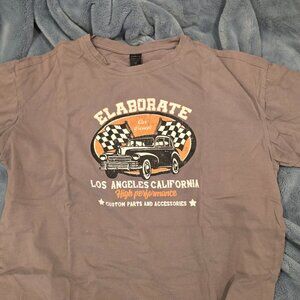 ELABORATE
LOS ANGELES CALIFORNIA
High performance
CUSTOM PARTS AND ACCESSORIES